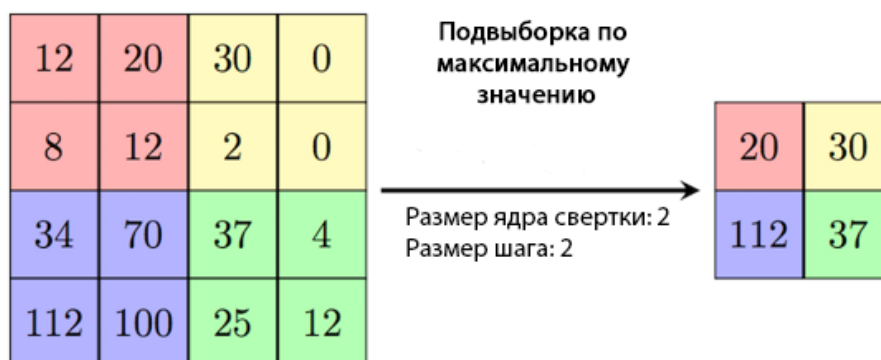 12 20 30 0
8 12 2 0
34 70 37 4
112 100 25 12
Подвыборка по
максимальному
значению
Размер ядра свертки: 2
Размер шага: 2
20 30
112 37